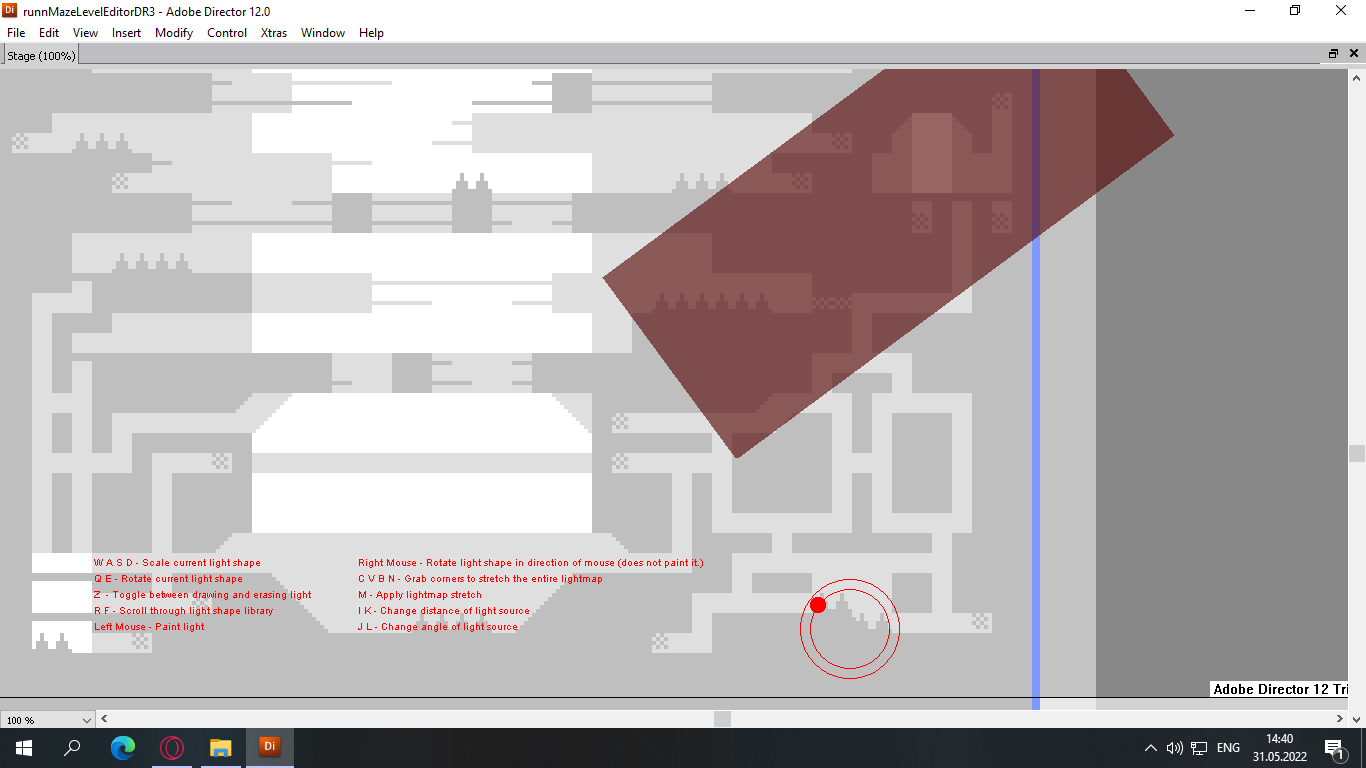 runnMazeLevelEditorDR3 - Adobe Director 12.0
File Edit View Insert Modify Control Xtras Window Help
Stage (100%)
W A S D - Scale current light shape
Q E - Rotate current light shape
Z - Toggle between drawing and erasing light
R F - Scroll through light shape library
Left Mouse - Paint light
Right Mouse - Rotate light shape in direction of mouse (does not paint it.)
C V B N - Grab corners to stretch the entire lightmap
M - Apply lightmap stretch
I K - Change distance of light source
J L - Change angle of light source
Adobe Director 12 Tri
100 %
Di
ENG
14:40
31.05.2022
1